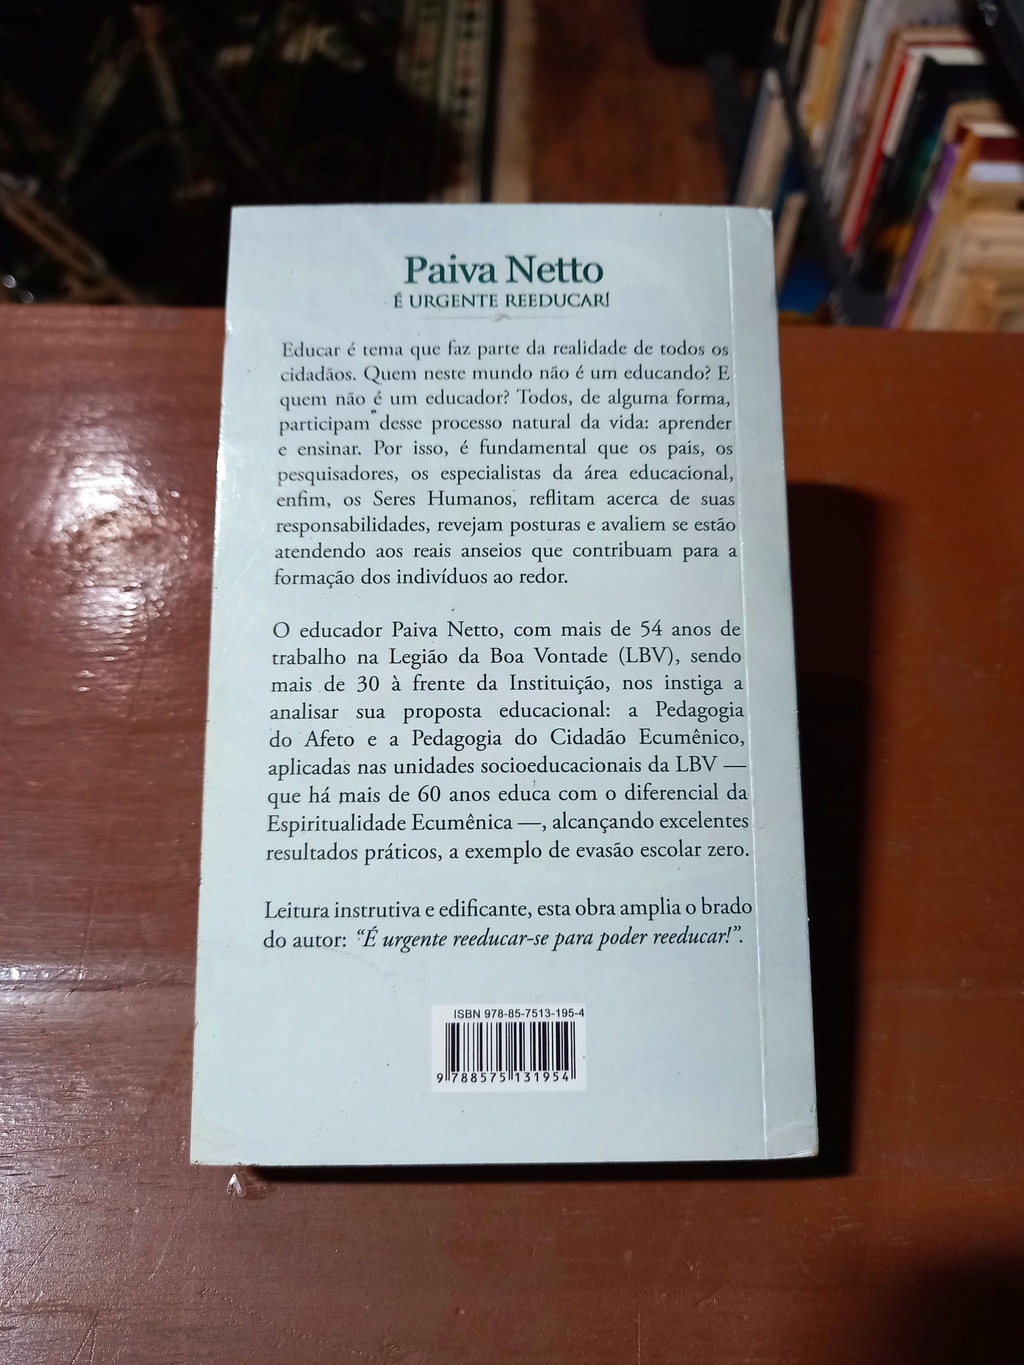 Paiva Netto
É URGENTE REEDUCAR!
Educar é tema que faz parte da realidade de todos os
cidadãos. Quem neste mundo não é um educando? E
quem não é um educador? Todos, de alguma forma,
participam desse processo natural da vida: aprender
e ensinar. Por isso, é fundamental que os pais, os
pesquisadores, os especialistas da área educacional,
enfim, os Seres Humanos, reflitam acerca de suas
responsabilidades, revejam posturas e avaliem se estão
atendendo aos reais anseios que contribuam para a
formação dos indivíduos ao redor.
O educador Paiva Netto, com mais de 54 anos de
trabalho na Legião da Boa Vontade (LBV), sendo
mais de 30 à frente da Instituição, nos instiga a
analisar sua proposta educacional: a Pedagogia
do Afeto e a Pedagogia do Cidadão Ecumênico,
aplicadas nas unidades socioeducacionais da LBV —
que há mais de 60 anos educa com o diferencial da
Espiritualidade Ecumênica —, alcançando excelentes
resultados práticos, a exemplo de evasão escolar zero.
Leitura instrutiva e edificante, esta obra amplia o brado
do autor: “É urgente reeducar-se para poder reeducar!”.
ISBN 978-85-7513-195-4
9 788575 131954